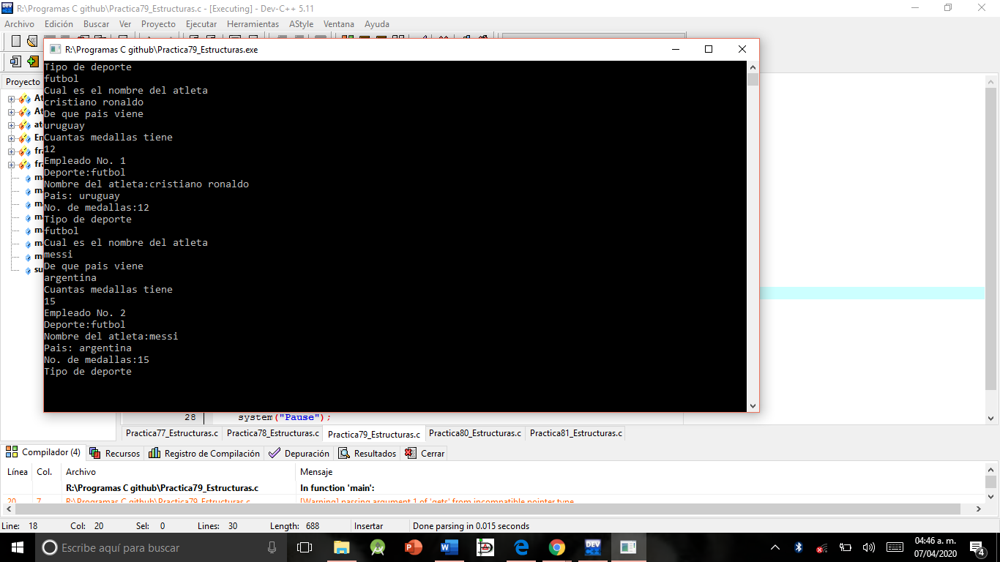 R:\Programas C github\Practica79_Estructuras.c - [Executing] - Dev-C++ 5.11
Archivo Edición Buscar Ver Proyecto Ejecutar Herramientas AStyle Ventana Ayuda
R:\Programas C github\Practica79_Estructuras.exe
Proyecto
Tipo de deporte
futbol
Cual es el nombre del atleta
cristiano ronaldo
De que pais viene
uruguay
Cuantas medallas tiene
12
Empleado No. 1
Deporte:futbol
Nombre del atleta:cristiano ronaldo
Pais: uruguay
No. de medallas:12
Tipo de deporte
futbol
Cual es el nombre del atleta
messi
De que pais viene
argentina
Cuantas medallas tiene
15
Empleado No. 2
Deporte:futbol
Nombre del atleta:messi
Pais: argentina
No. de medallas:15
Tipo de deporte
28 system("Pause");
Practica77_Estructuras.c Practica78_Estructuras.c Practica79_Estructuras.c Practica80_Estructuras.c Practica81_Estructuras.c
Compilador (4) Recursos Registro de Compilación Depuración Resultados Cerrar
Línea Col. Archivo Mensaje
R:\Programas C github\Practica79_Estructuras.c In function 'main':
20 7 R:\Programas C github\Practica79_Estructuras.c [Warning] passing argument 1 of 'gets' from incompatible pointer type
Line: 18 Col: 20 Sel: 0 Lines: 30 Length: 688 Insertar Done parsing in 0.015 seconds
Escribe aquí para buscar
04:46 a. m.
07/04/2020
4